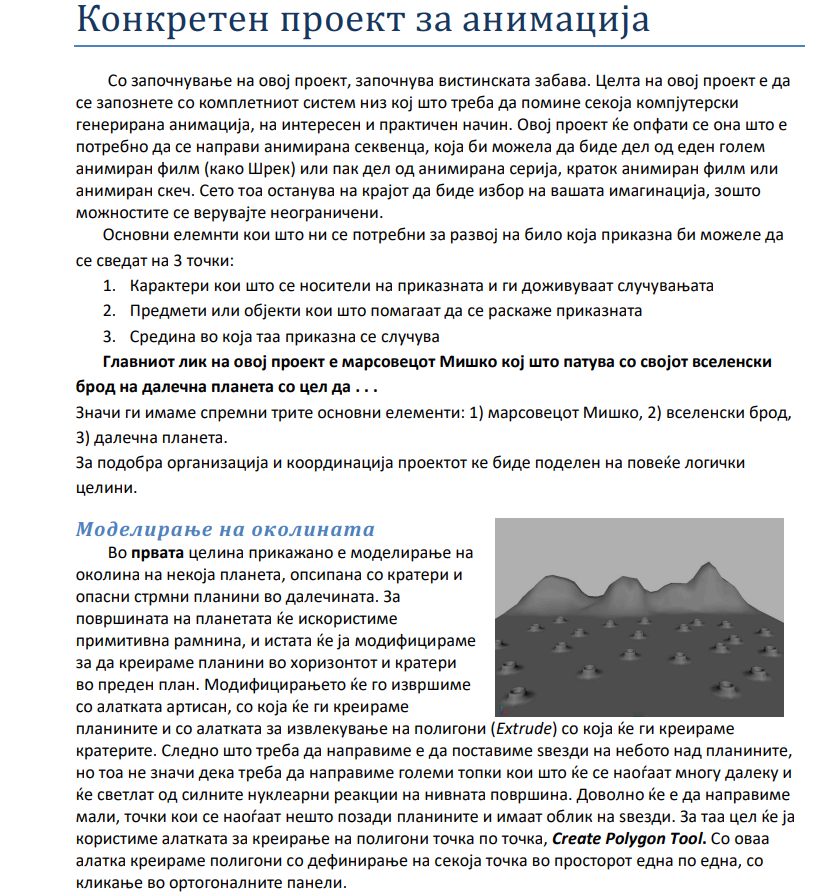 Конкретен проект за анимација
Со започнување на овој проект, започнува вистинската забава. Целта на овој проект е да
се запознете со комплетниот систем низ кој што треба да помине секоја компјутерски
генерирана анимација, на интересен и практичен начин. Овој проект ќе опфати се она што е
потребно да се направи анимирана секвенца, која би можела да биде дел од еден голем
анимиран филм (како Шрек) или пак дел од анимирана серија, краток анимиран филм или
анимиран скеч. Сето тоа останува на крајот да биде избор на вашата имагинација, зошто
можностите се верувајте неограничени.
Основни елемнти кои што ни се потребни за развој на било која приказна би можеле да
се сведат на 3 точки:
1. Карактери кои што се носители на приказната и ги доживуваат случувањата
2. Предмети или објекти кои што помагаат да се раскаже приказната
3. Средина во која таа приказна се случува
Главниот лик на овој проект е марсовецот Мишко кој што патува со својот вселенски
брод на далечна планета со цел да . . .
Значи ги имаме спремни трите основни елементи: 1) марсовецот Мишко, 2) вселенски брод,
3) далечна планета.
За подобра организација и координација проектот ке биде поделен на повеќе логички
целини.
Моделирање на околината
Во првата целина прикажано е моделирање на
околина на некоја планета, опсипана со кратери и
опасни стрмни планини во далечината. За
површината на планетата ќе искористиме
примитивна рамнина, и истата ќе ја модифицираме
за да креираме планини во хоризонтот и кратери
во преден план. Модифицирањето ќе го извршиме
со алатката артисан, со која ќе ги креираме
планините и со алатката за извлекување на полигони (Extrude) со која ќе ги креираме
кратерите. Следно што треба да направиме е да поставиме ѕвезди на небото над планините,
но тоа не значи дека треба да направиме големи топки кои што ќе се наоѓаат многу далеку и
ќе светлат од силните нуклеарни реакции на нивната површина. Доволно ќе е да направиме
мали, точки кои се наоѓаат нешто позади планините и имаат облик на ѕвезди. За таа цел ќе ја
користиме алатката за креирање на полигони точка по точка, Create Polygon Tool. Со оваа
алатка креираме полигони со дефинирање на секоја точка во просторот една по една, со
кликање во ортогоналните панели.